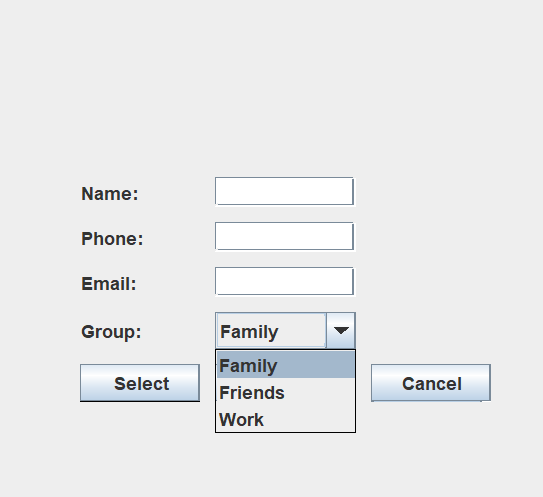 Name:
Phone:
Email:
Group: Family
Family
Select Cancel
Friends
Work